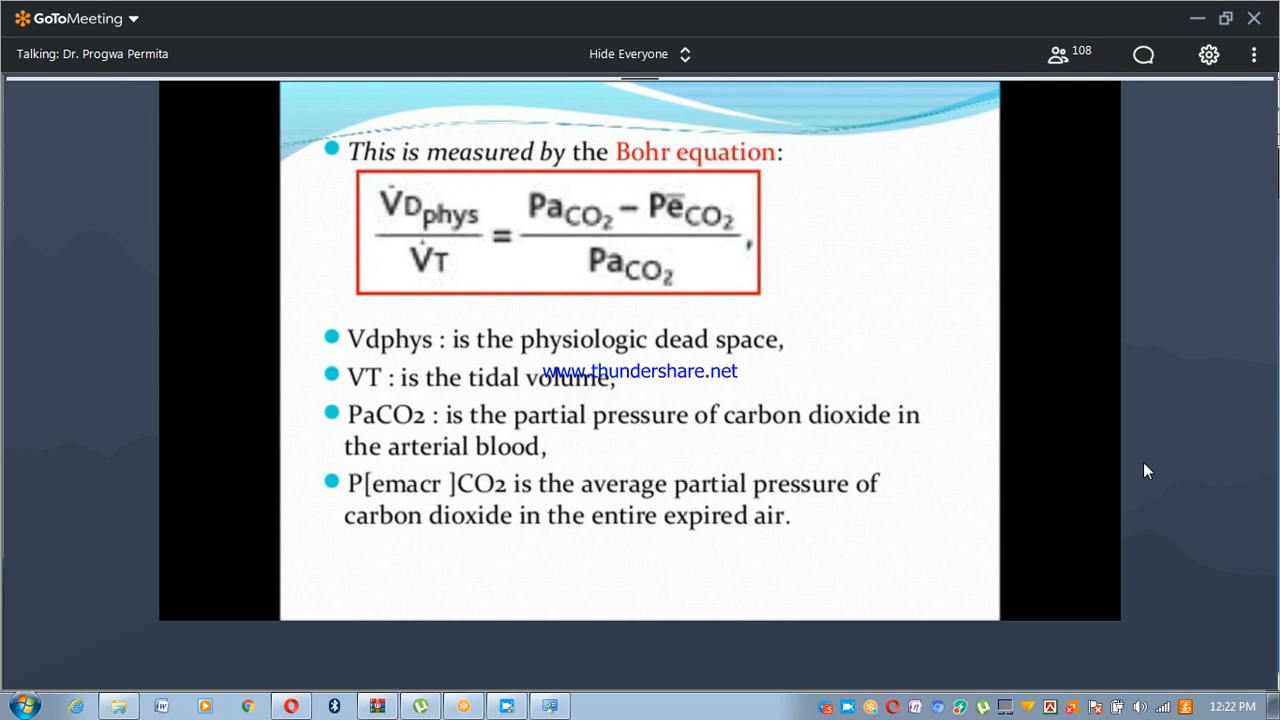 GoToMeeting
Talking: Dr. Progwa Permita
Hide Everyone
108
This is measured by the Bohr equation:
V̇Dphys / V̇T = PaCO₂ – Pe̅CO₂ / PaCO₂ ,
Vdphys : is the physiologic dead space,
www.thundershare.net
VT : is the tidal volume,
PaCO2 : is the partial pressure of carbon dioxide in
the arterial blood,
P[emacr ]CO2 is the average partial pressure of
carbon dioxide in the entire expired air.
12:22 PM